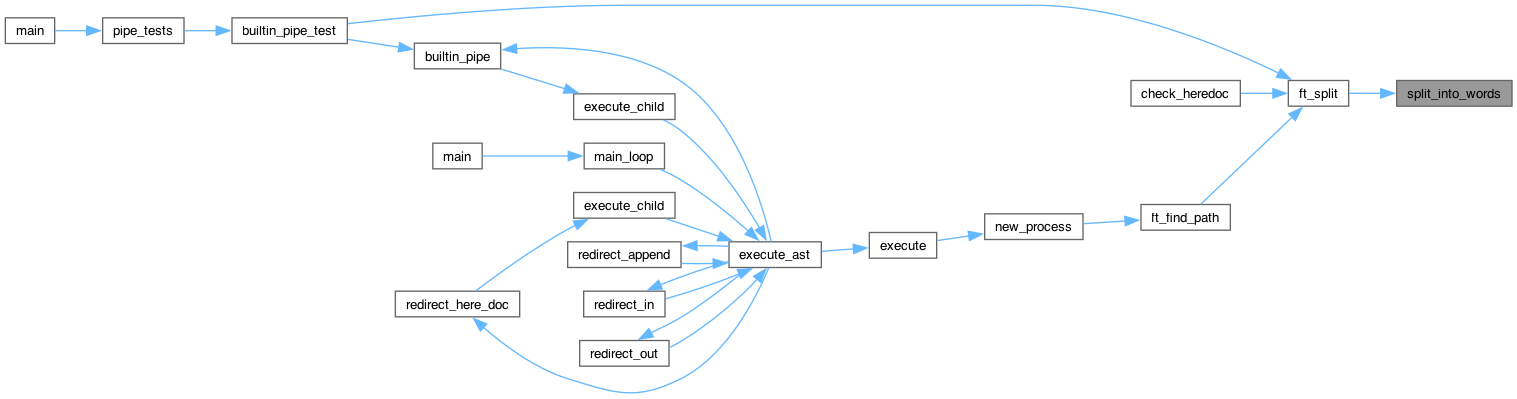 main
pipe_tests
builtin_pipe_test
builtin_pipe
execute_child
main
main_loop
execute_child
redirect_append
redirect_in
redirect_here_doc
redirect_out
execute_ast
execute
new_process
check_heredoc
ft_find_path
ft_split
split_into_words